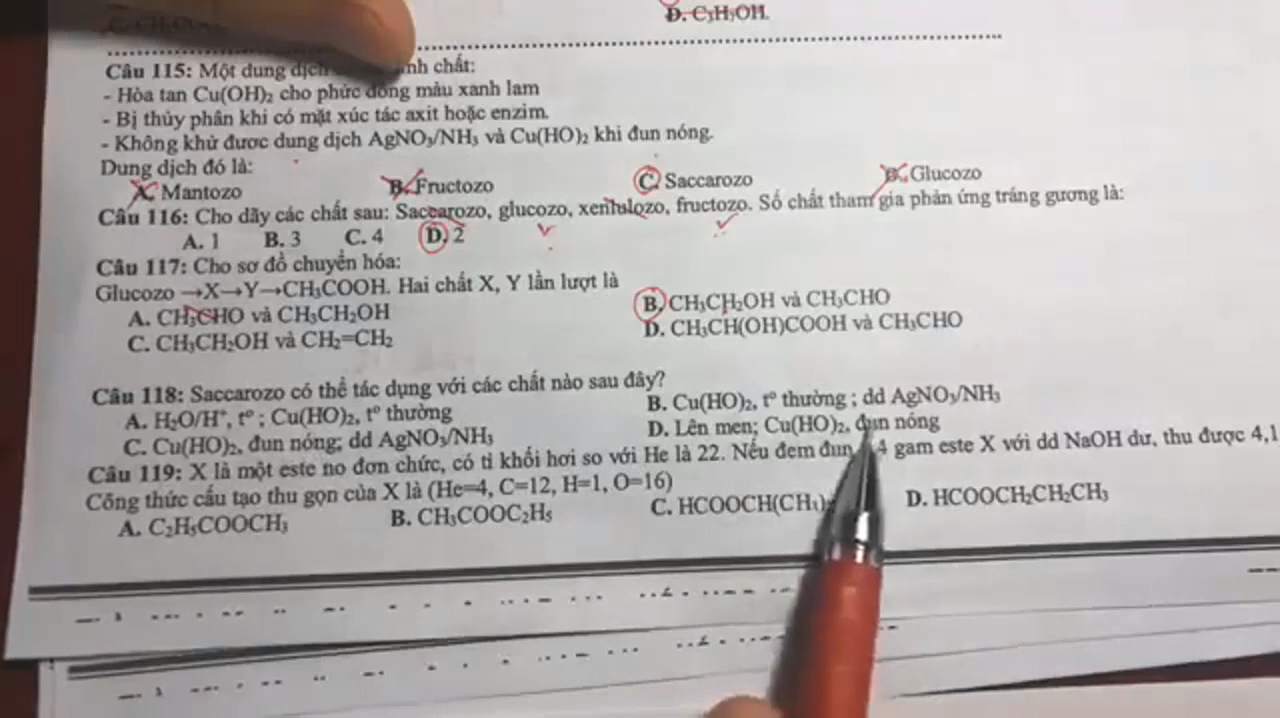 D. C₃H₇OH.
Câu 115: Một dung dịch chất:
- Hòa tan Cu(OH)₂ cho phức đồng màu xanh lam
- Bị thủy phân khi có mặt xúc tác axit hoặc enzim.
- Không khử được dung dịch AgNO₃/NH₃ và Cu(HO)₂ khi đun nóng.
Dung dịch đó là:
A. Mantozo B. Fructozo C. Saccarozo D. Glucozo
Câu 116: Cho dãy các chất sau: Saccarozo, glucozo, xenlulozo, fructozo. Số chất tham gia phản ứng tráng gương là:
A. 1 B. 3 C. 4 D. 2
Câu 117: Cho sơ đồ chuyển hóa:
Glucozo →X→Y→CH₃COOH. Hai chất X, Y lần lượt là
A. CH₃CHO và CH₃CH₂OH B. CH₃CH₂OH và CH₃CHO
C. CH₃CH₂OH và CH₂=CH₂ D. CH₃CH(OH)COOH và CH₃CHO
Câu 118: Saccarozo có thể tác dụng với các chất nào sau đây?
A. H₂O/H⁺, t° ; Cu(HO)₂, t° thường B. Cu(HO)₂, t° thường ; dd AgNO₃/NH₃
C. Cu(HO)₂, đun nóng; dd AgNO₃/NH₃ D. Lên men; Cu(HO)₂, đun nóng
Câu 119: X là một este no đơn chức, có tỉ khối hơi so với He là 22. Nếu đem đun 4 gam este X với dd NaOH dư, thu được 4,1
Công thức cấu tạo thu gọn của X là (He=4, C=12, H=1, O=16)
A. C₂H₅COOCH₃ B. CH₃COOC₂H₅ C. HCOOCH(CH₃) D. HCOOCH₂CH₂CH₃